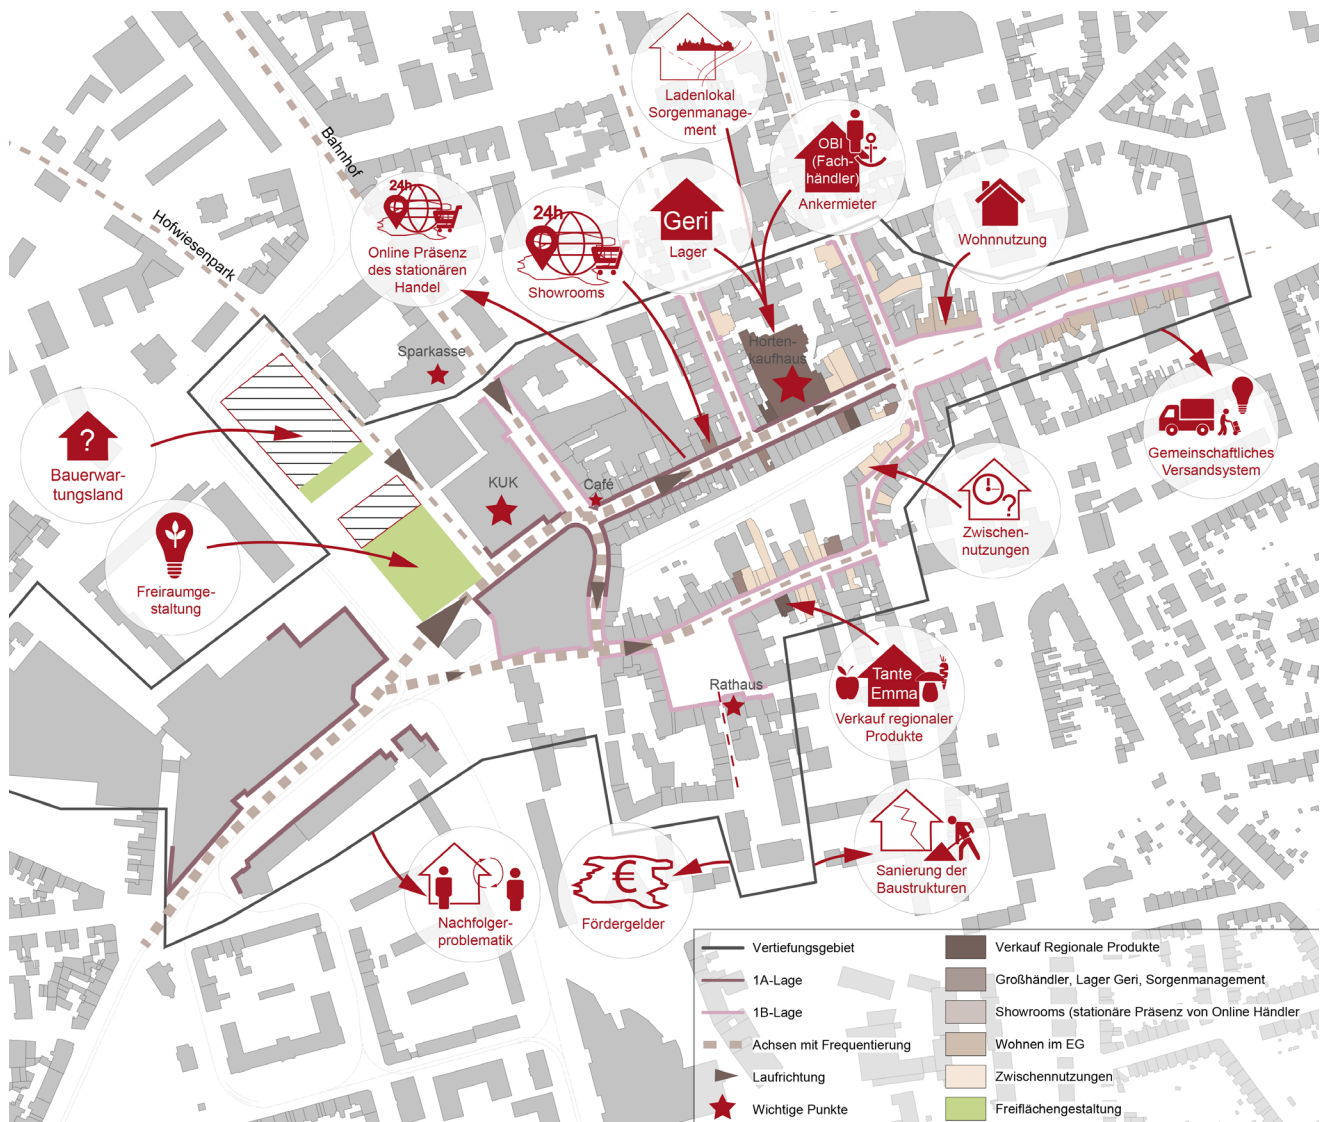 Ladenlokal
Sorgenmanage-
ment
OBI
(Fach-
händler)
Ankermieter
Bahnhof
Hofwiesenpark
24h
Online Präsenz
des stationären
Handel
24h
Showrooms
Geri
Lager
Wohnnutzung
Sparkasse
Horten-
kaufhaus
?
Bauerwar-
tungsland
KUK
Café
Gemeinschaftliches
Versandsystem
?
Zwischen-
nutzungen
Freiraumge-
staltung
Tante
Emma
Verkauf regionaler
Produkte
Rathaus
Nachfolger-
problematik
€
Fördergelder
Sanierung der
Baustrukturen
Vertiefungsgebiet
1A-Lage
1B-Lage
Achsen mit Frequentierung
Laufrichtung
Wichtige Punkte
Verkauf Regionale Produkte
Großhändler, Lager Geri, Sorgenmanagement
Showrooms (stationäre Präsenz von Online Händler
Wohnen im EG
Zwischennutzungen
Freiflächengestaltung